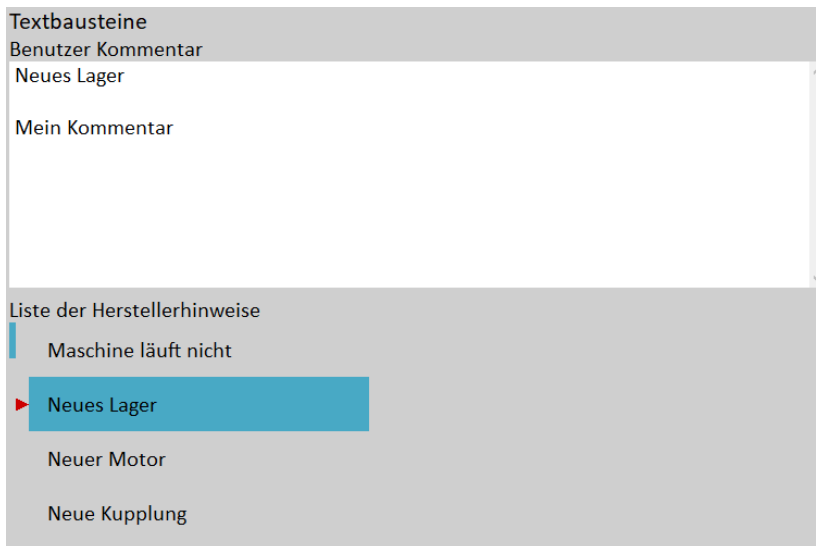 Textbausteine
Benutzer Kommentar
Neues Lager
Mein Kommentar
Liste der Herstellerhinweise
Maschine läuft nicht
Neues Lager
Neuer Motor
Neue Kupplung